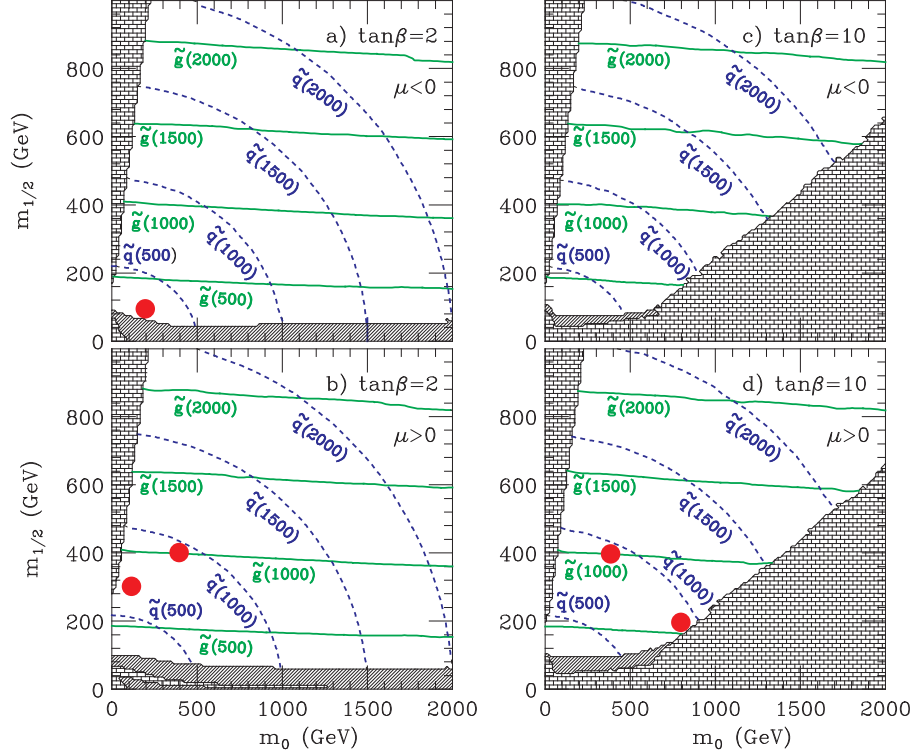 a) tanβ=2
μ<0
g̃(2000)
q̃(2000)
g̃(1500)
q̃(1500)
g̃(1000)
q̃(1000)
q̃(500)
g̃(500)
800
600
400
200
0
m1/2 (GeV)
c) tanβ=10
μ<0
g̃(2000)
q̃(2000)
g̃(1500)
q̃(1500)
g̃(1000)
q̃(1000)
q̃(500)
g̃(500)
b) tanβ=2
μ>0
g̃(2000)
q̃(2000)
g̃(1500)
q̃(1500)
g̃(1000)
q̃(1000)
q̃(500)
g̃(500)
800
600
400
200
0
m1/2 (GeV)
0 500 1000 1500 2000
m0 (GeV)
d) tanβ=10
μ>0
g̃(2000)
q̃(2000)
g̃(1500)
q̃(1500)
g̃(1000)
q̃(1000)
q̃(500)
g̃(500)
0 500 1000 1500 2000
m0 (GeV)